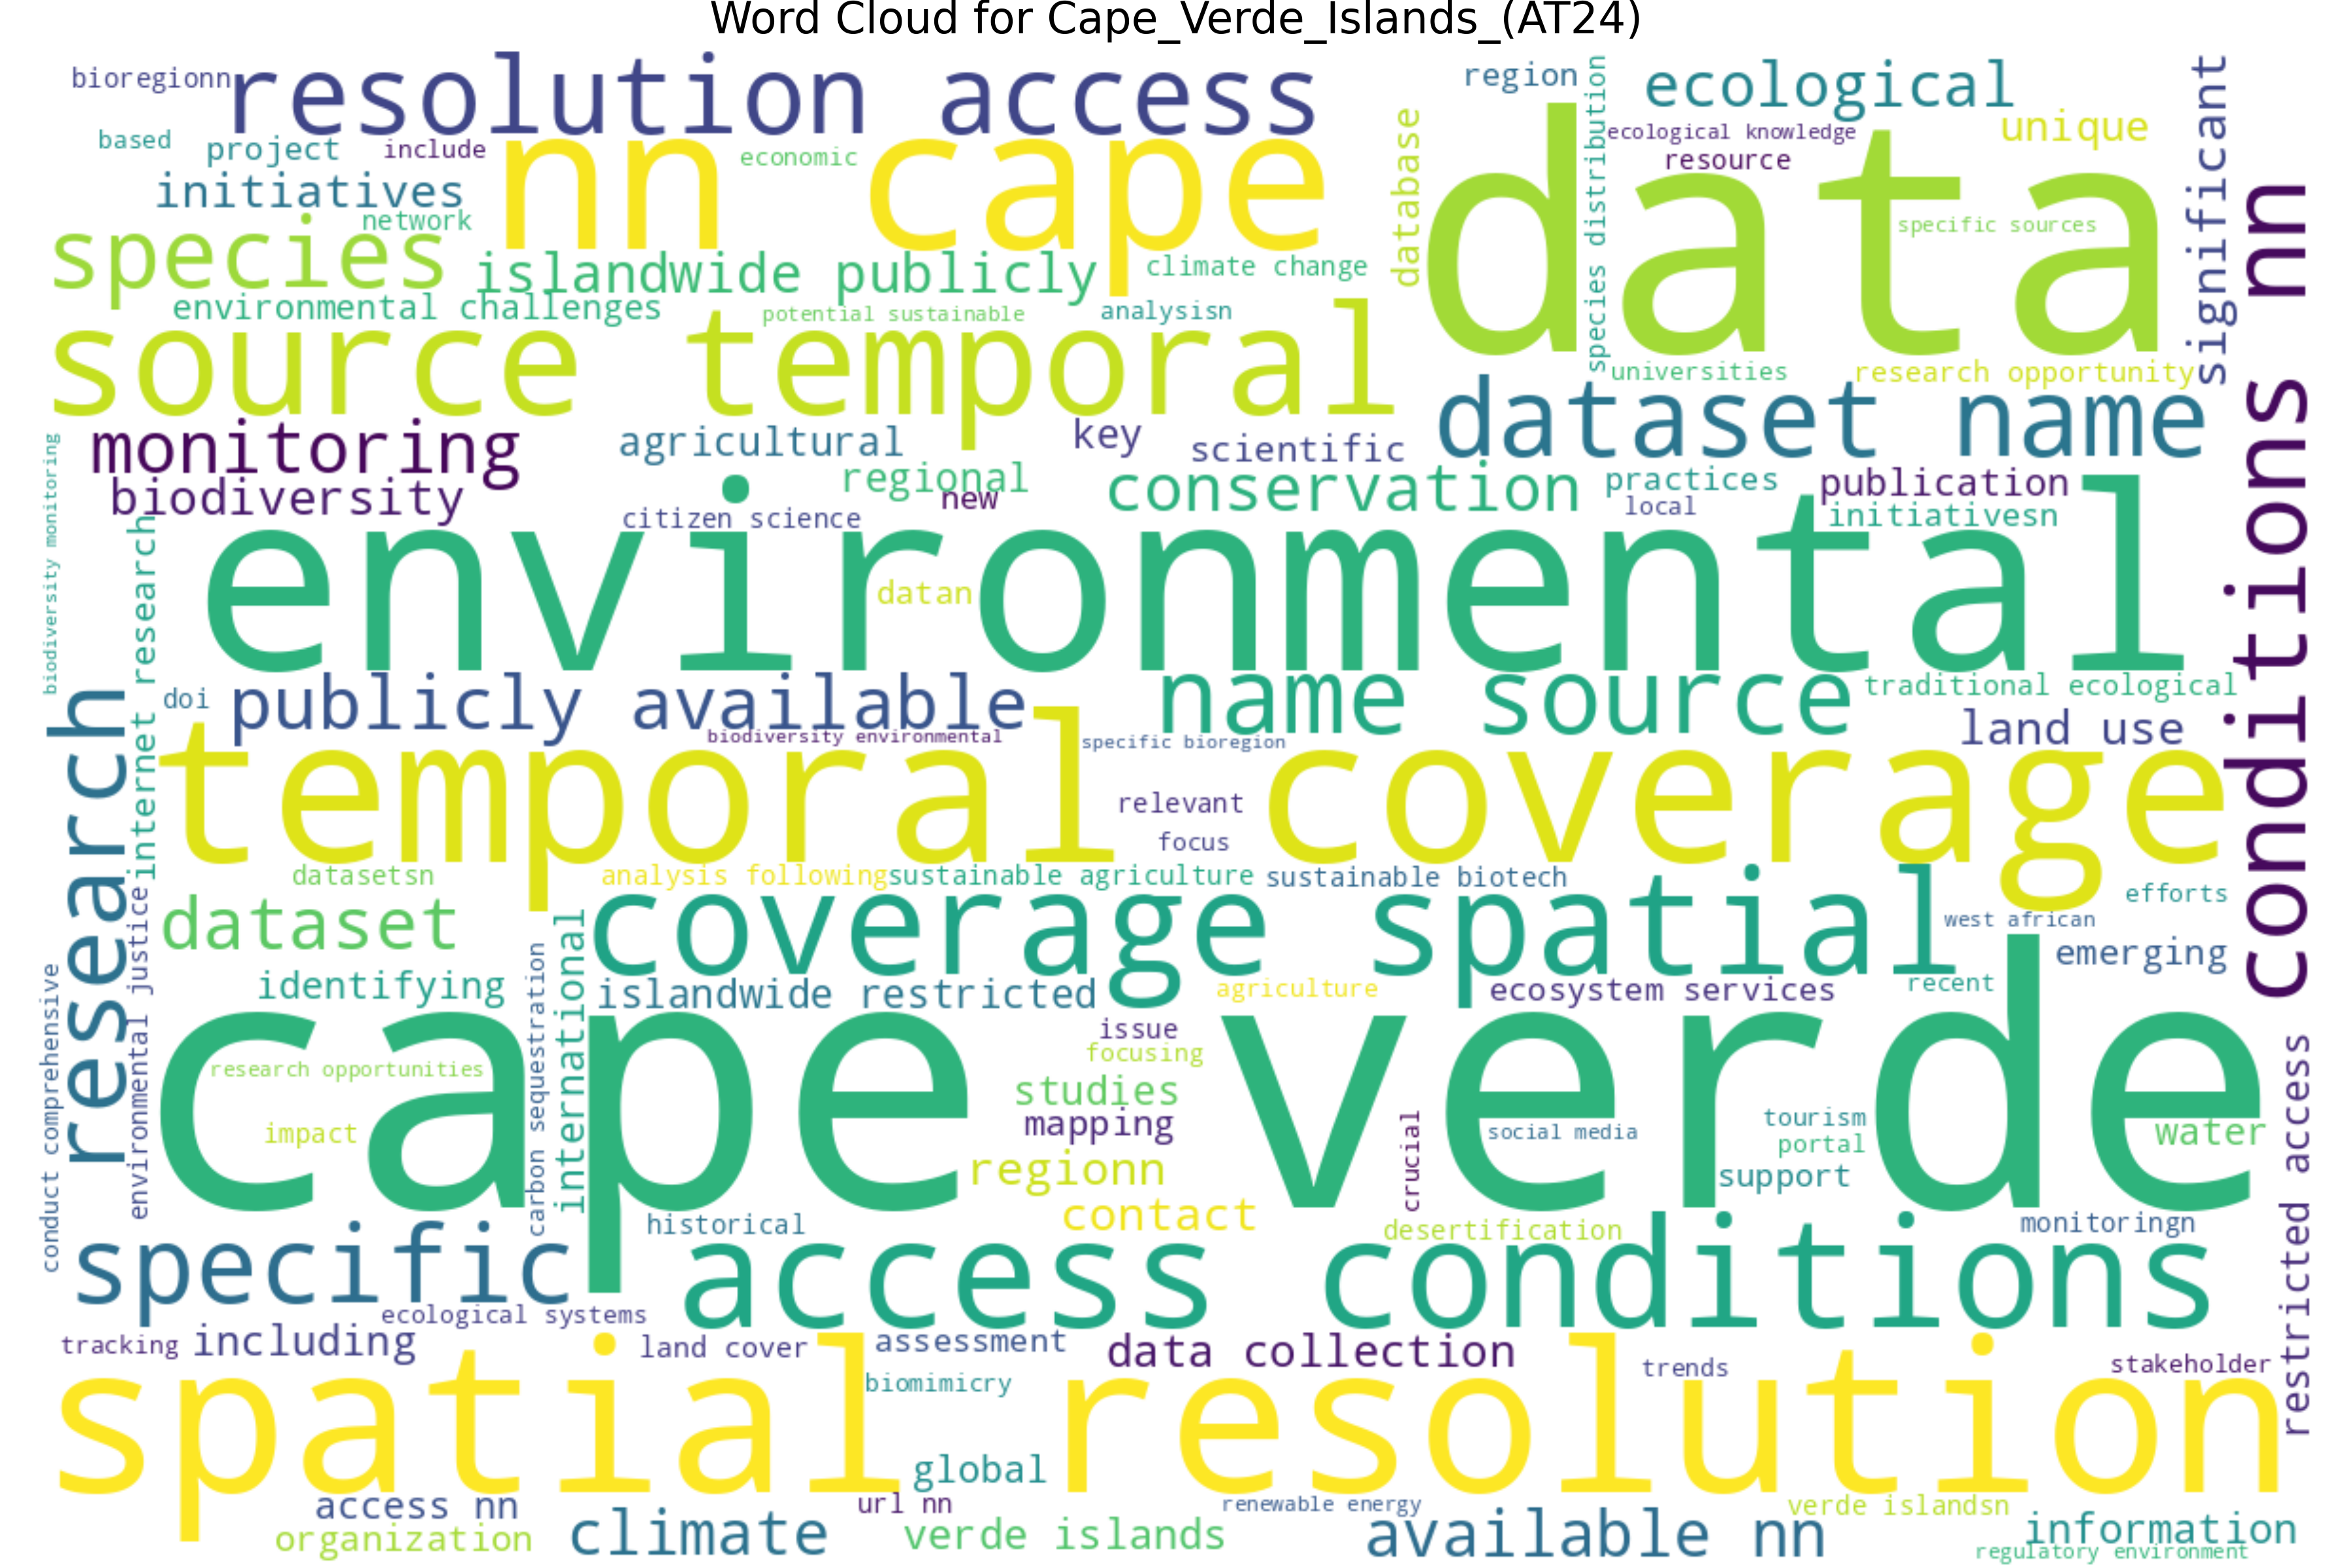 Word Cloud for Cape_Verde_Islands_(AT24)
bioregionn
resolution access
region
ecological
significant
based
project
include
nn cape
economic
database
species distribution
ecological knowledge
resource
unique
data
initiatives
network
specific sources
conditions nn
species
islandwide publicly
climate change
environmental challenges
potential sustainable
analysisn
source temporal
universities
research opportunity
dataset name
monitoring
agricultural
key
scientific
biodiversity
regional
new
conservation
practices
publication
local
initiativesn
citizen science
biodiversity monitoring
internet research
environmental
datan
doi
publicly available
name source
traditional ecological
land use
biodiversity environmental
specific bioregion
research
temporal coverage
relevant
focus
datasetsn
analysis following
sustainable agriculture
sustainable biotech
efforts
dataset
coverage spatial
west african
emerging
environmental justice
conduct comprehensive
carbon sequestration
international
identifying
islandwide restricted
agriculture
ecosystem services
recent
cape verde
issue
focusing
research opportunities
studies
mapping
impact
crucial
social media
tourism
portal
water
regionn
support
restricted access
contact
historical
desertification
monitoringn
specific
access conditions
ecological systems
tracking
including
land cover
assessment
data collection
trends
stakeholder
biomimicry
spatial resolution
global
access nn
url nn
renewable energy
verde islandsn
organization
climate
verde islands
available nn
information
regulatory environment